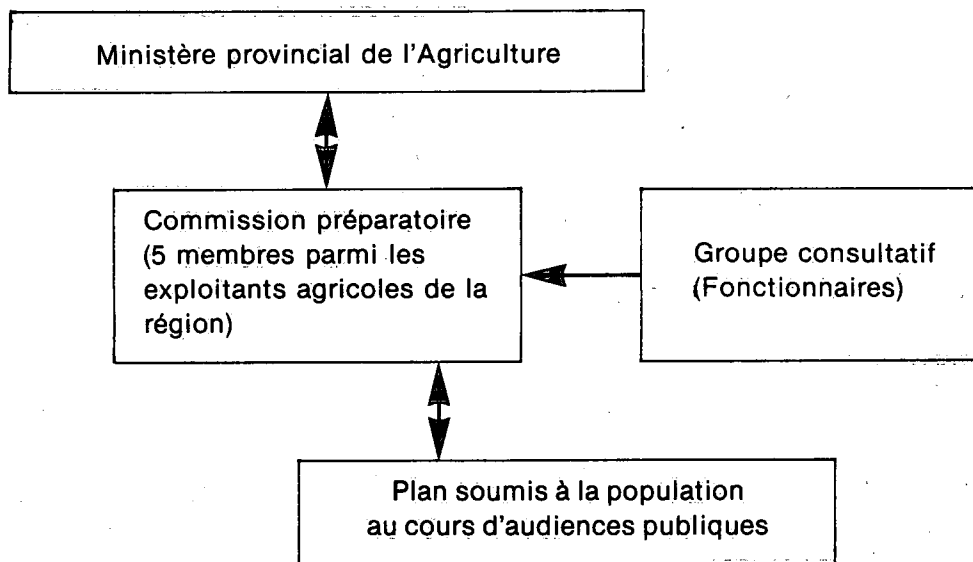 Ministère provincial de l'Agriculture
Commission préparatoire
(5 membres parmi les
exploitants agricoles de la
région)
Groupe consultatif
(Fonctionnaires)
Plan soumis à la population
au cours d'audiences publiques